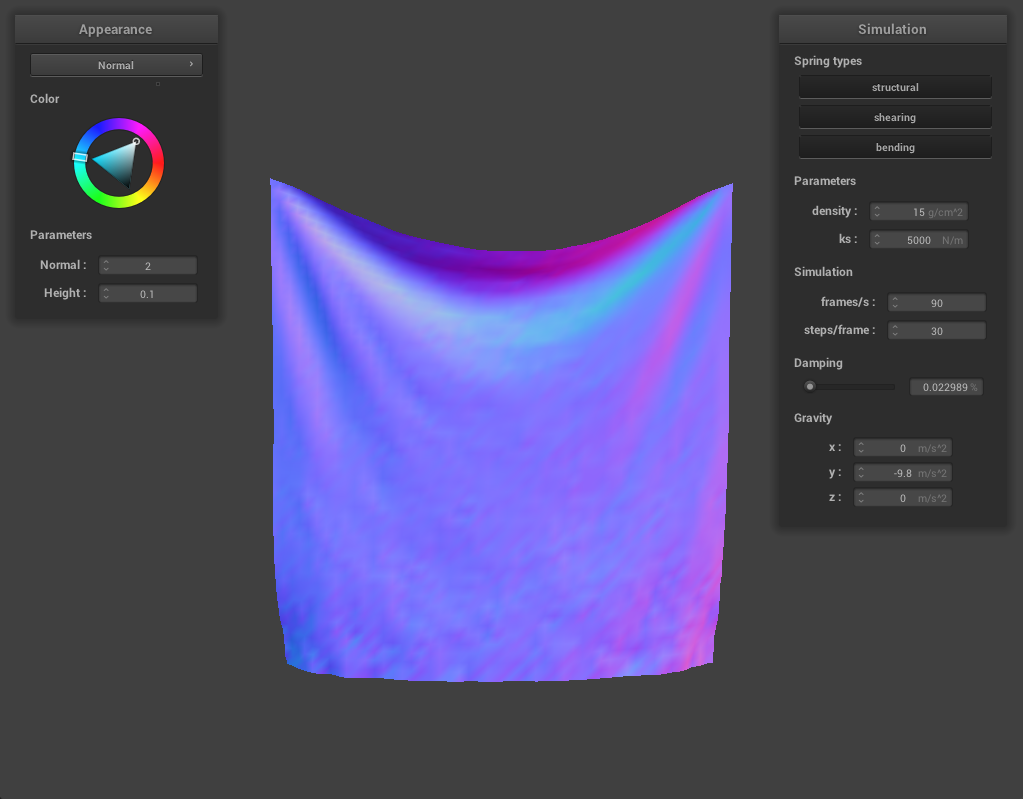 Appearance
Normal
Color
Parameters
Normal : 2
Height : 0.1
Simulation
Spring types
structural
shearing
bending
Parameters
density : 15 g/cm^2
ks : 5000 N/m
Simulation
frames/s : 90
steps/frame : 30
Damping
0.022989 %
Gravity
x : 0 m/s^2
y : -9.8 m/s^2
z : 0 m/s^2